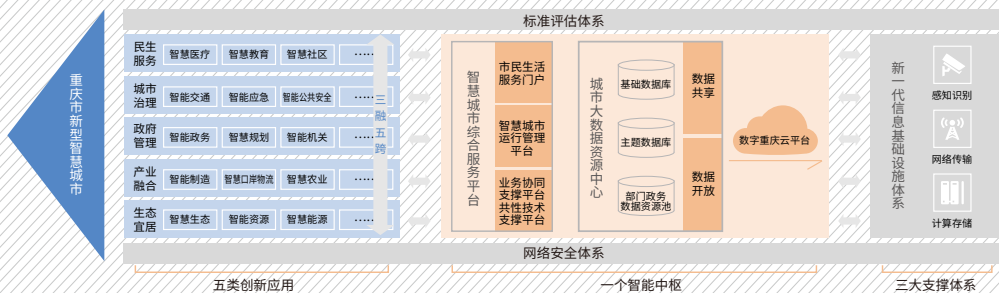 标准评估体系
重庆市新型智慧城市
民生
服务
智慧医疗
智慧教育
智慧社区
……
城市
治理
智能交通
智能应急
智能公共安全
……
政府
管理
智能政务
智慧规划
智能机关
……
产业
融合
智能制造
智慧口岸物流
智慧农业
……
生态
宜居
智慧生态
智能资源
智慧能源
……
三融五跨
智慧城市综合服务平台
市民生活
服务门户
智慧城市
运行管理
平台
业务协同
支撑平台
共性技术
支撑平台
城市大数据资源中心
基础数据库
主题数据库
部门政务
数据资源池
数据
共享
数据
开放
数字重庆云平台
新一代信息基础设施体系
感知识别
网络传输
计算存储
网络安全体系
五类创新应用
一个智能中枢
三大支撑体系